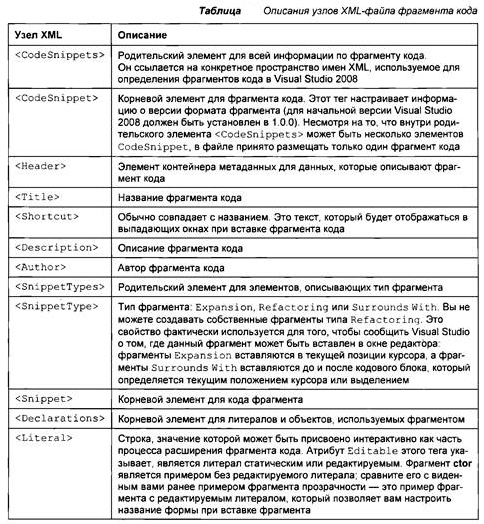 Таблица Описания узлов XML-файла фрагмента кода
Узел XML Описание
<CodeSnippets> Родительский элемент для всей информации по фрагменту кода.
Он ссылается на конкретное пространство имен XML, используемое для
определения фрагментов кода в Visual Studio 2008
<CodeSnippet> Корневой элемент для фрагмента кода. Этот тег настраивает информа-
цию о версии формата фрагмента (для начальной версии Visual Studio
2008 должен быть установлен в 1.0.0). Несмотря на то, что внутри роди-
тельского элемента <CodeSnippets> может быть несколько элементов
CodeSnippet, в файле принято размещать только один фрагмент кода
<Header> Элемент контейнера метаданных для данных, которые описывают фраг-
мент кода
<Title> Название фрагмента кода
<Shortcut> Обычно совпадает с названием. Это текст, который будет отображаться в
выпадающих окнах при вставке фрагмента кода
<Description> Описание фрагмента кода
<Author> Автор фрагмента кода
<SnippetTypes> Родительский элемент для элементов, описывающих тип фрагмента
<SnippetType> Тип фрагмента: Expansion, Refactoring или Surrounds With. Вы не
можете создавать собственные фрагменты типа Refactoring. Это
свойство фактически используется для того, чтобы сообщить Visual Studio
о том, где данный фрагмент может быть вставлен в окне редактора:
фрагменты Expansion вставляются в текущей позиции курсора, а фраг-
менты Surrounds With вставляются до и после кодового блока, который
определяется текущим положением курсора или выделением
<Snippet> Корневой элемент для кода фрагмента
<Declarations> Корневой элемент для литералов и объектов, используемых фрагментом
<Literal> Строка, значение которой может быть присвоено интерактивно как часть
процесса расширения фрагмента кода. Атрибут Editable этого тега ука-
зывает, является литерал статическим или редактируемым. Фрагмент ctor
является примером без редактируемого литерала; сравните его с виден-
ным вами ранее примером фрагмента прозрачности — это пример фраг-
мента с редактируемым литералом, который позволяет вам настроить
название формы при вставке фрагмента